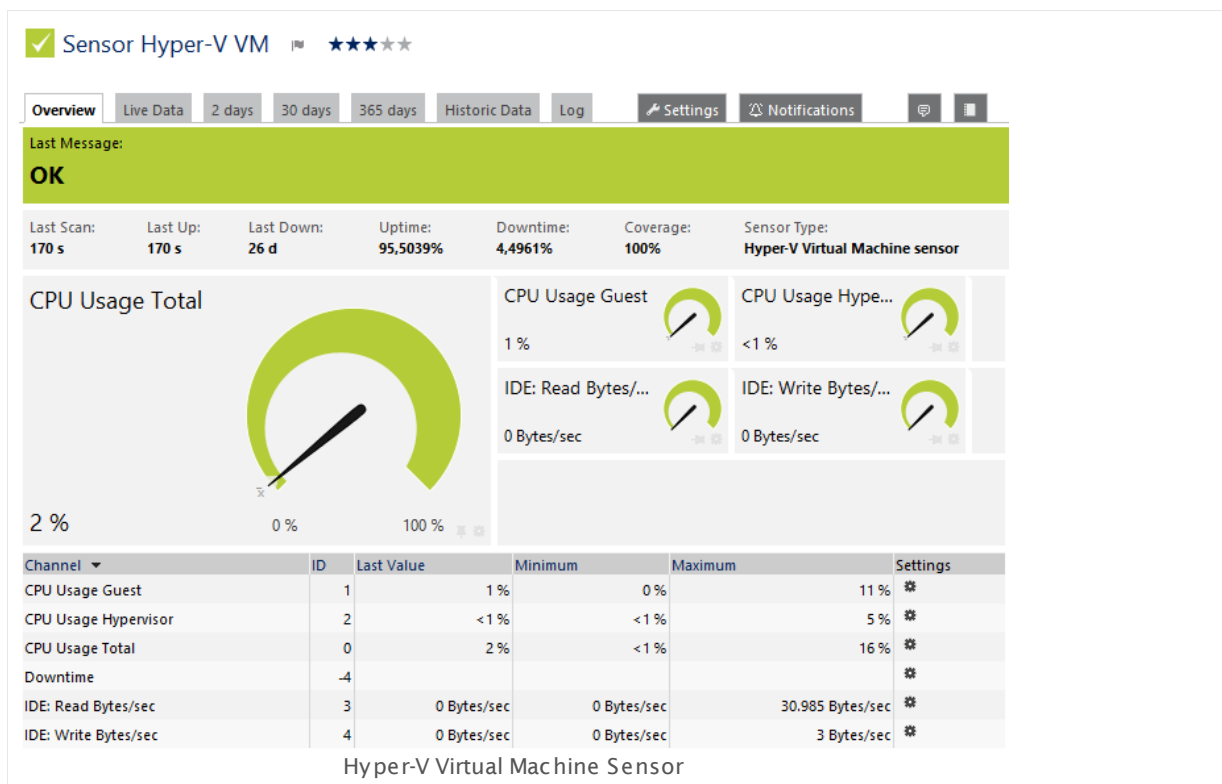 Sensor Hyper-V VM
Overview Live Data 2 days 30 days 365 days Historic Data Log Settings Notifications
Last Message:
OK
Last Scan: Last Up: Last Down: Uptime: Downtime: Coverage: Sensor Type:
170 s 170 s 26 d 95,5039% 4,4961% 100% Hyper-V Virtual Machine sensor
CPU Usage Total
2 %
0 % 100 %
CPU Usage Guest
1 %
CPU Usage Hype...
<1 %
IDE: Read Bytes/...
0 Bytes/sec
IDE: Write Bytes/...
0 Bytes/sec
Channel ID Last Value Minimum Maximum Settings
CPU Usage Guest 1 1 % 0 % 11 %
CPU Usage Hypervisor 2 <1 % <1 % 5 %
CPU Usage Total 0 2 % <1 % 16 %
Downtime -4
IDE: Read Bytes/sec 3 0 Bytes/sec 0 Bytes/sec 30.985 Bytes/sec
IDE: Write Bytes/sec 4 0 Bytes/sec 0 Bytes/sec 3 Bytes/sec
Hyper-V Virtual Machine Sensor